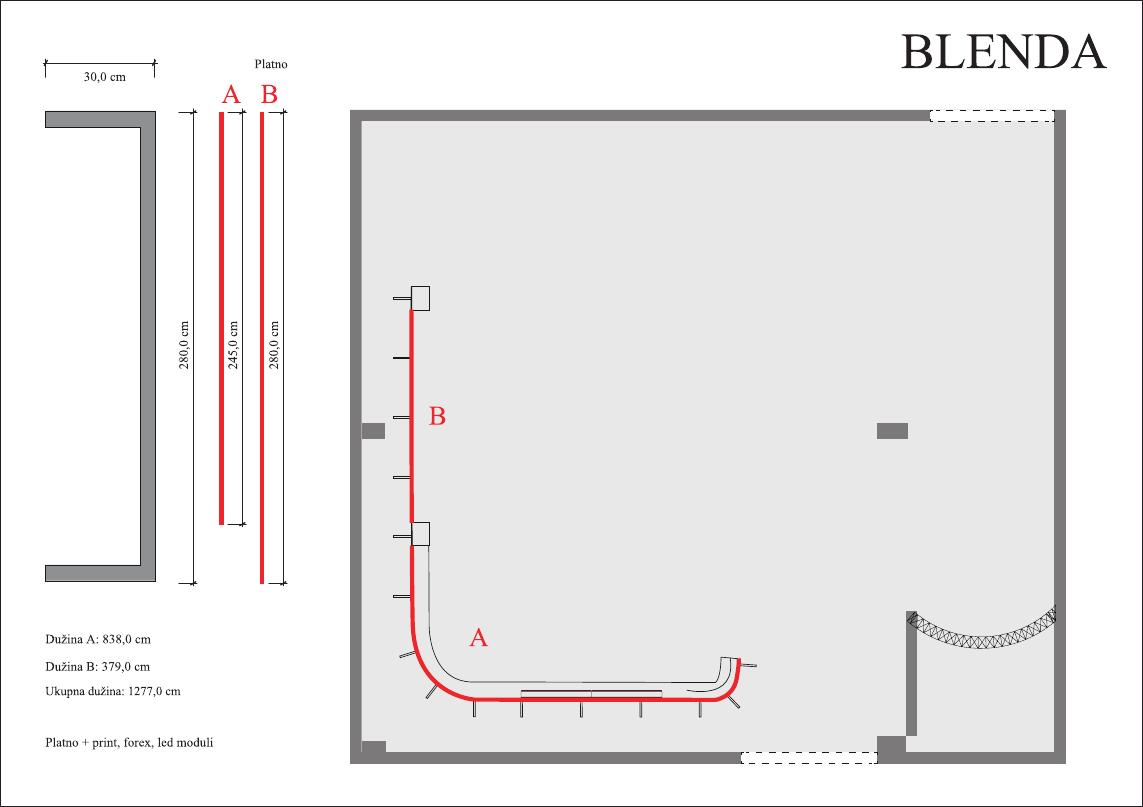 BLENDA
30,0 cm
Platno
A B
280,0 cm
245,0 cm
280,0 cm
B
A
Dužina A: 838,0 cm
Dužina B: 379,0 cm
Ukupna dužina: 1277,0 cm
Platno + print, forex, led moduli